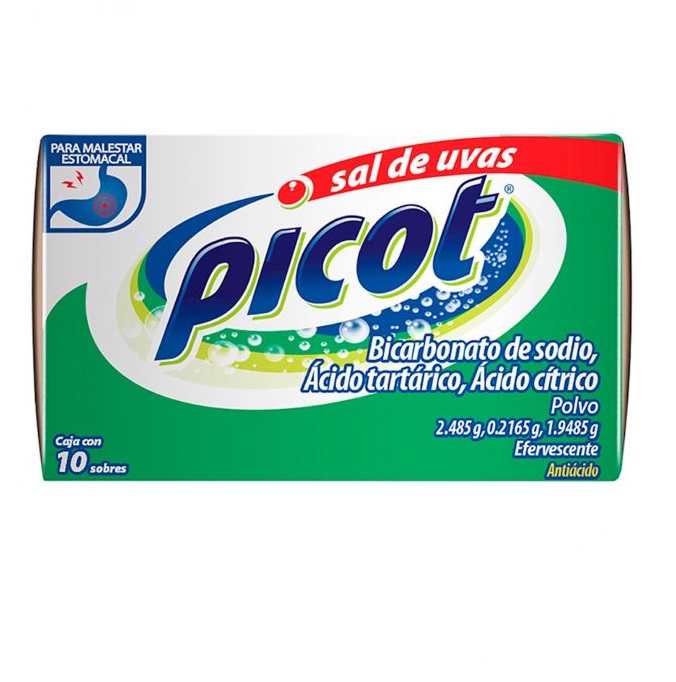 PARA MALESTAR
ESTOMACAL
sal de uvas
picot®
Bicarbonato de sodio,
Ácido tartárico, Ácido cítrico
Polvo
2.485 g, 0.2165 g, 1.9485 g
Efervescente
Antiácido
Caja con
10 sobres